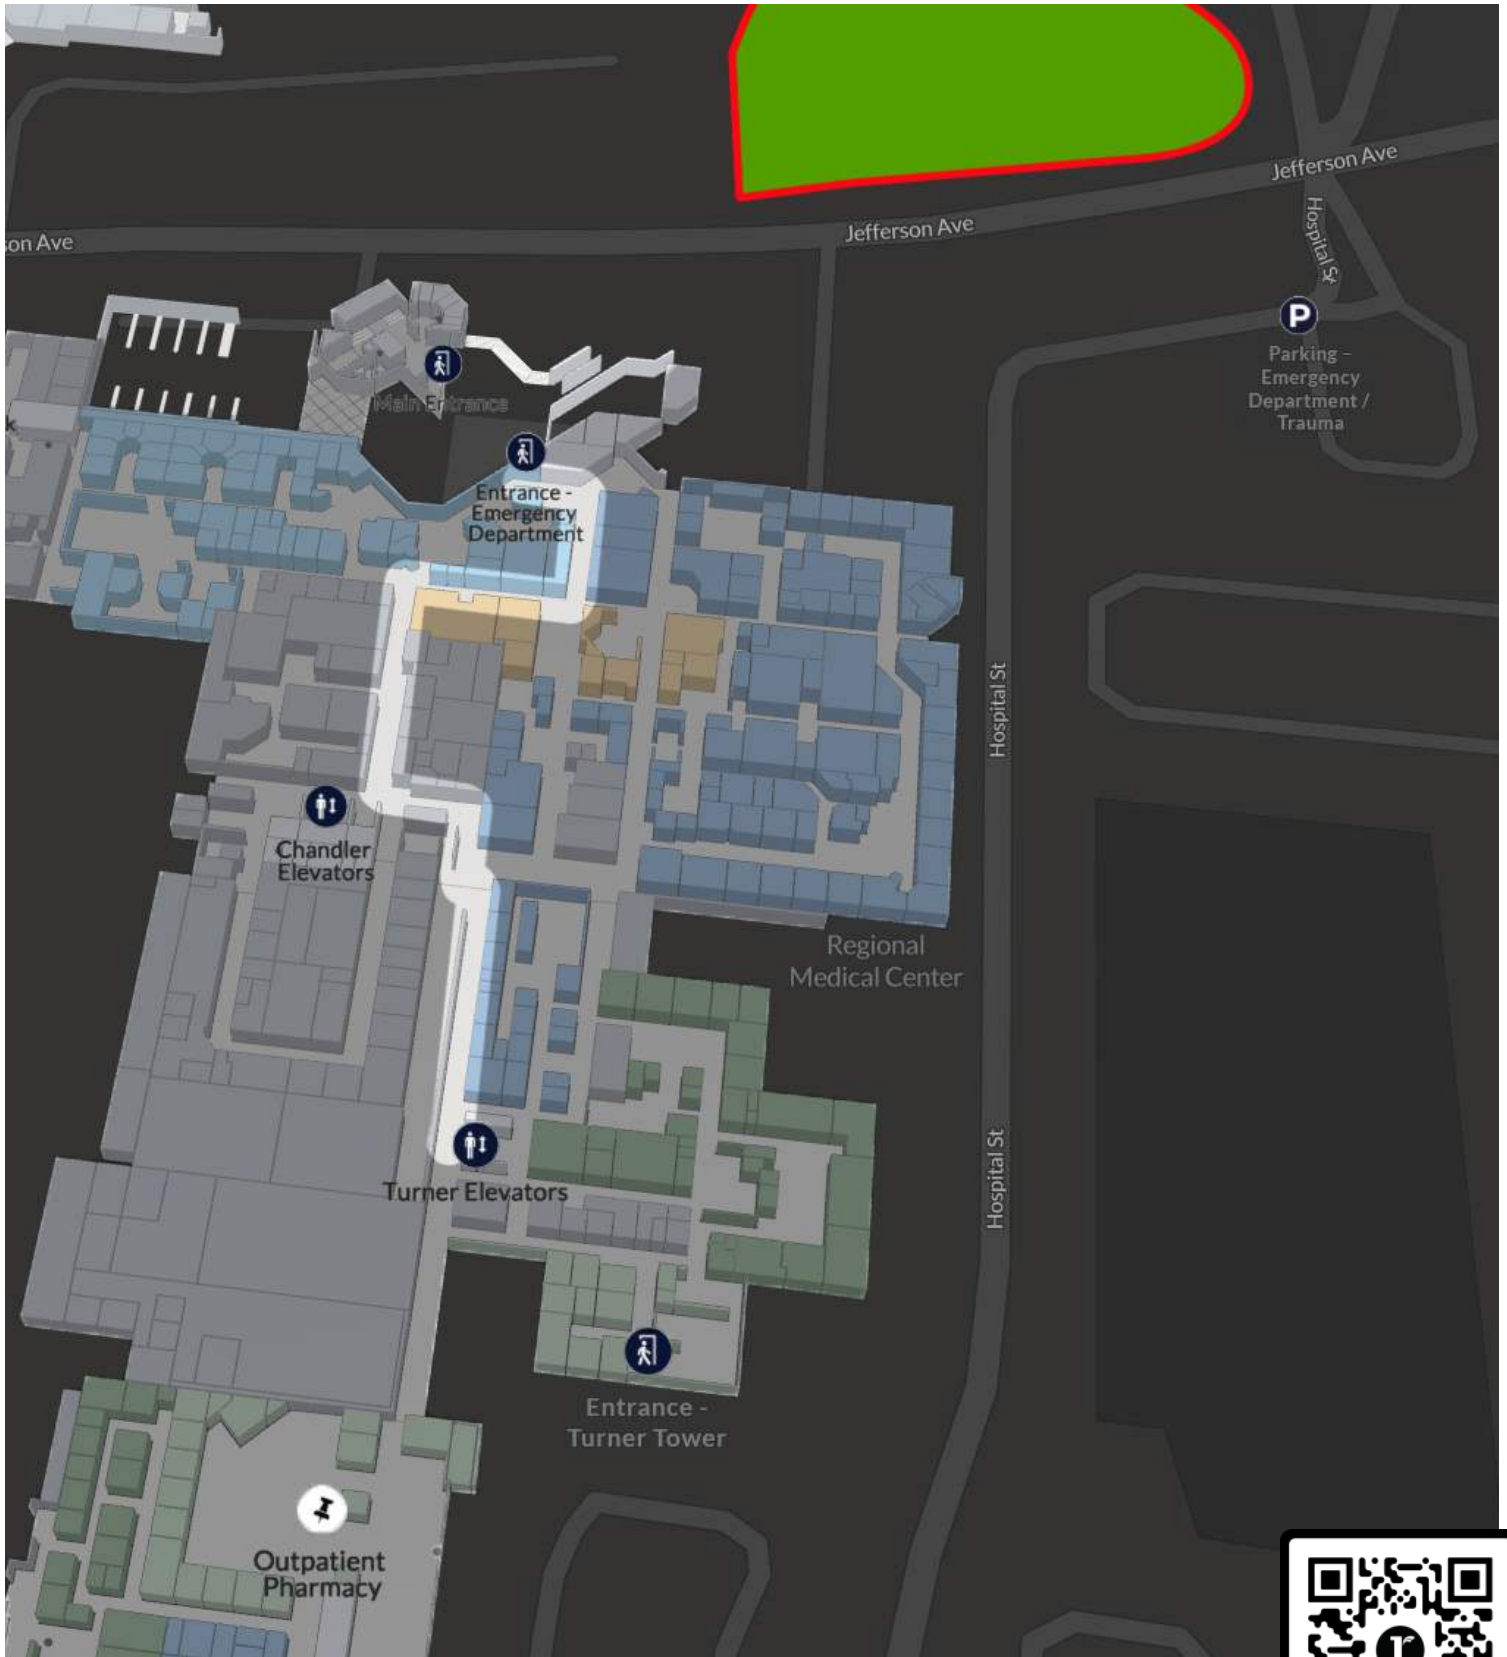 Jefferson Ave
Hospital St
Jefferson Ave
son Ave
P
Parking –
Emergency
Department /
Trauma
Main Entrance
Entrance -
Emergency
Department
Hospital St
Chandler
Elevators
Regional
Medical Center
Turner Elevators
Hospital St
Entrance -
Turner Tower
Outpatient
Pharmacy